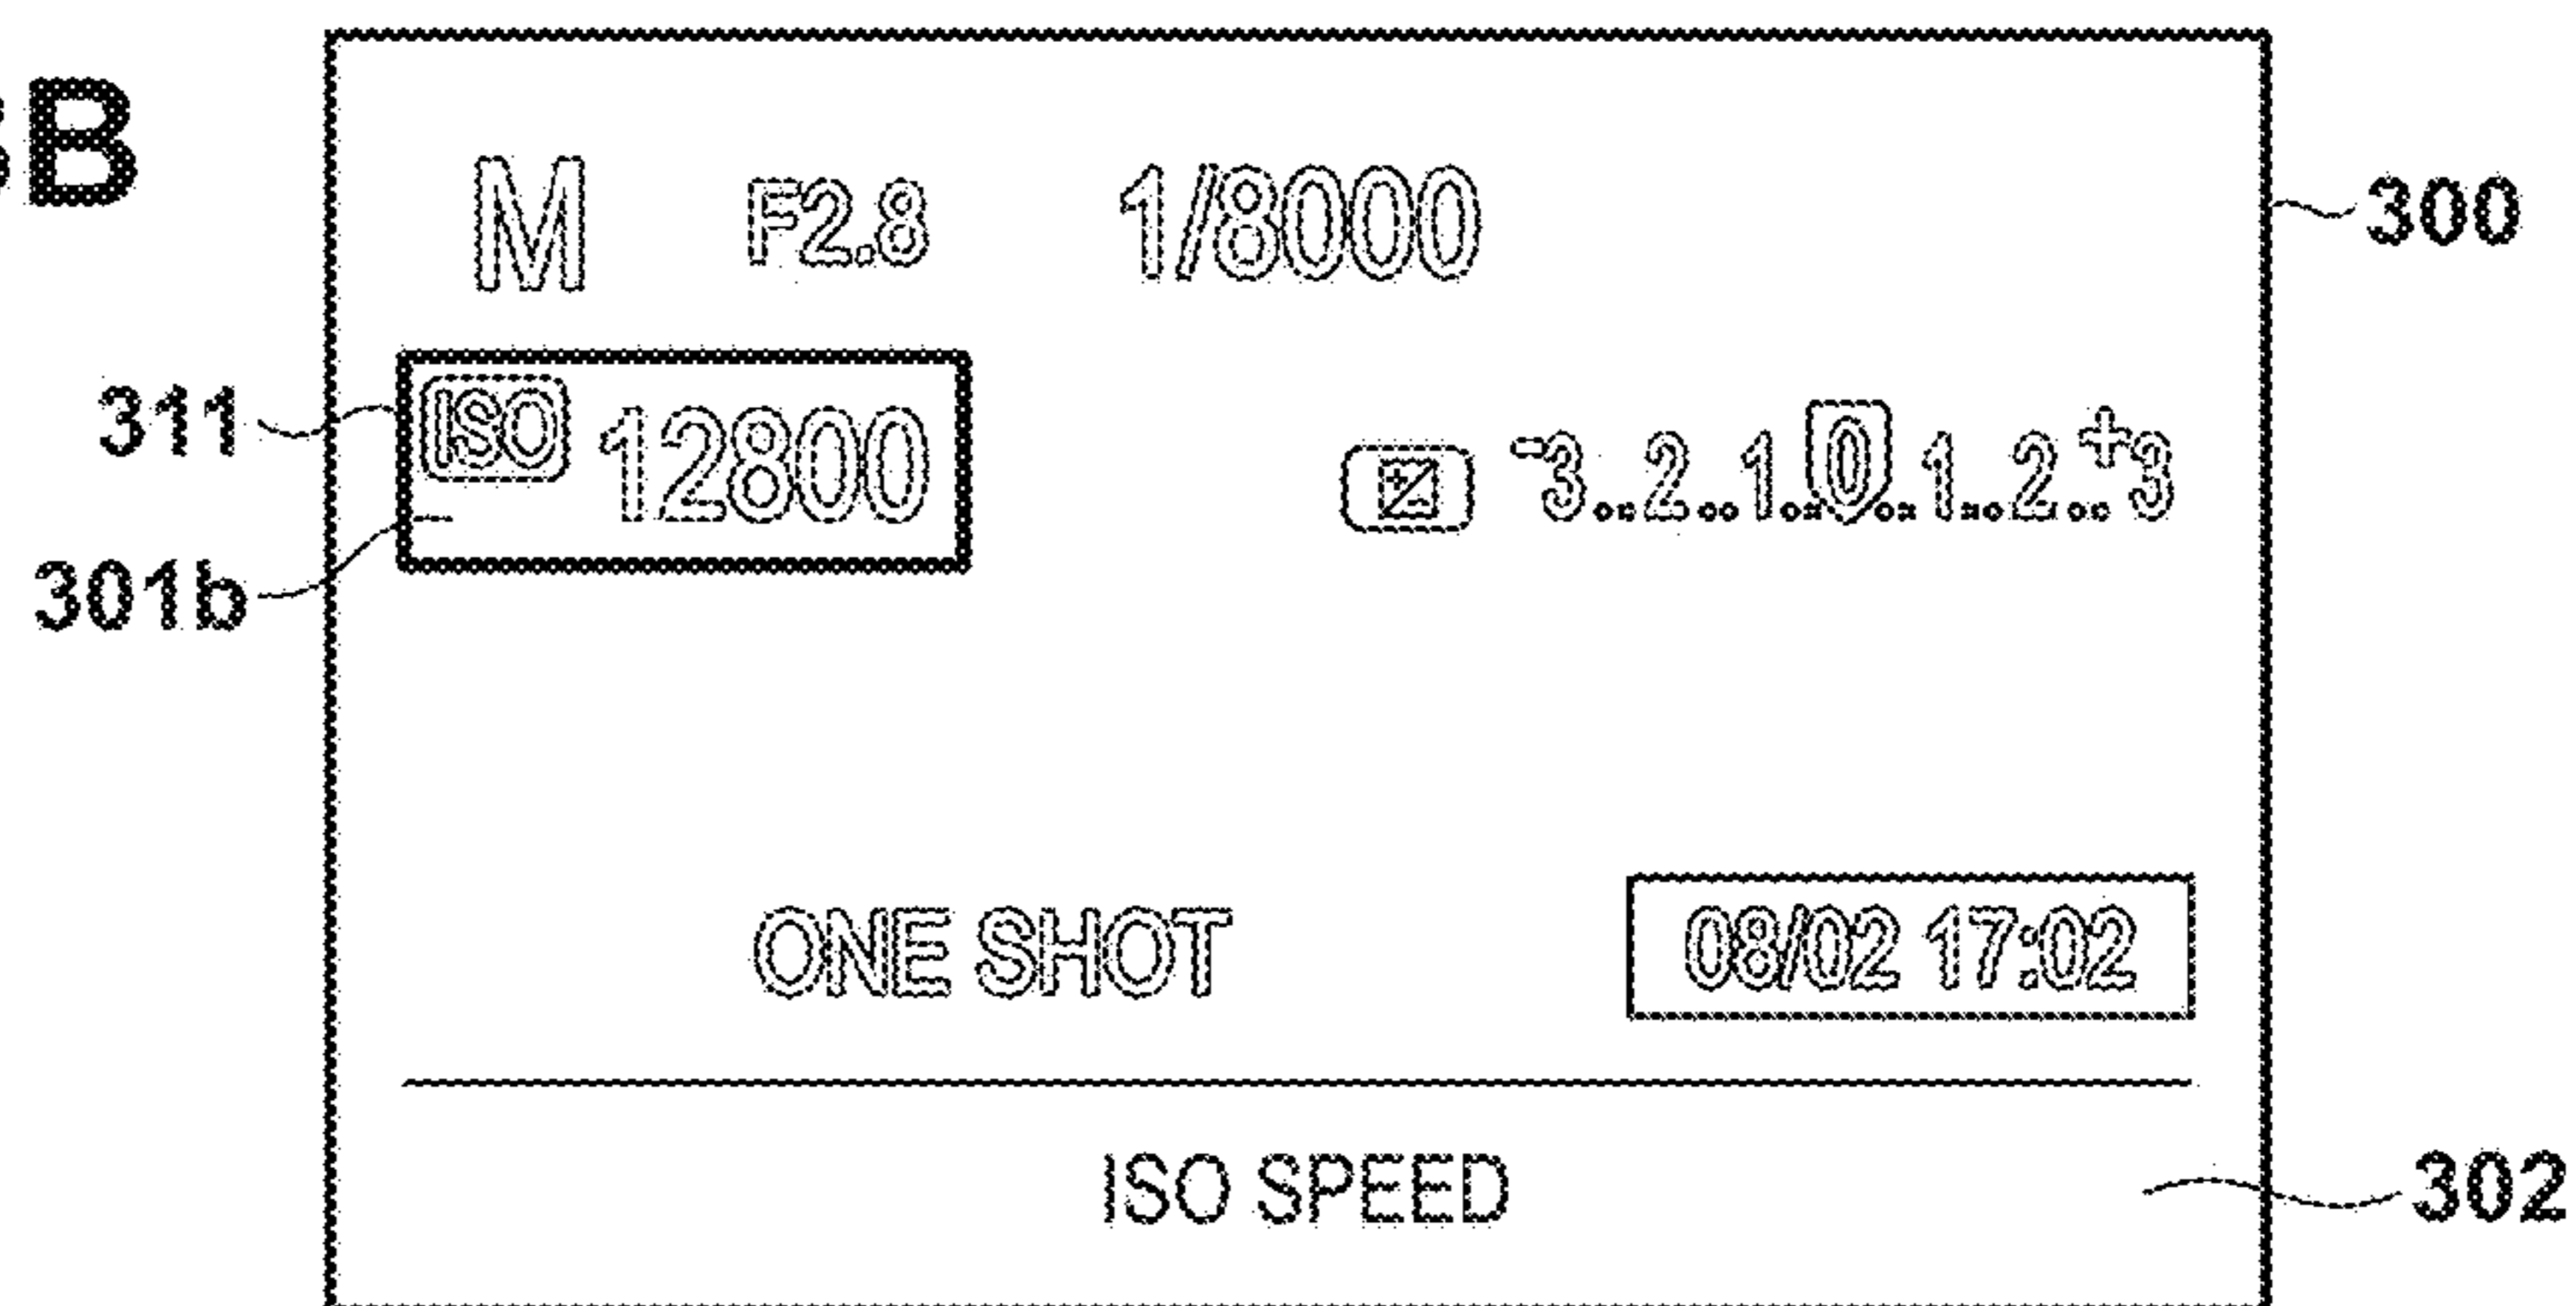 3B
M F2.8 1/8000
300
311
ISO 12800
-3..2..1..0..1..2..+3
301b
ONE SHOT 08/02 17:02
ISO SPEED
302